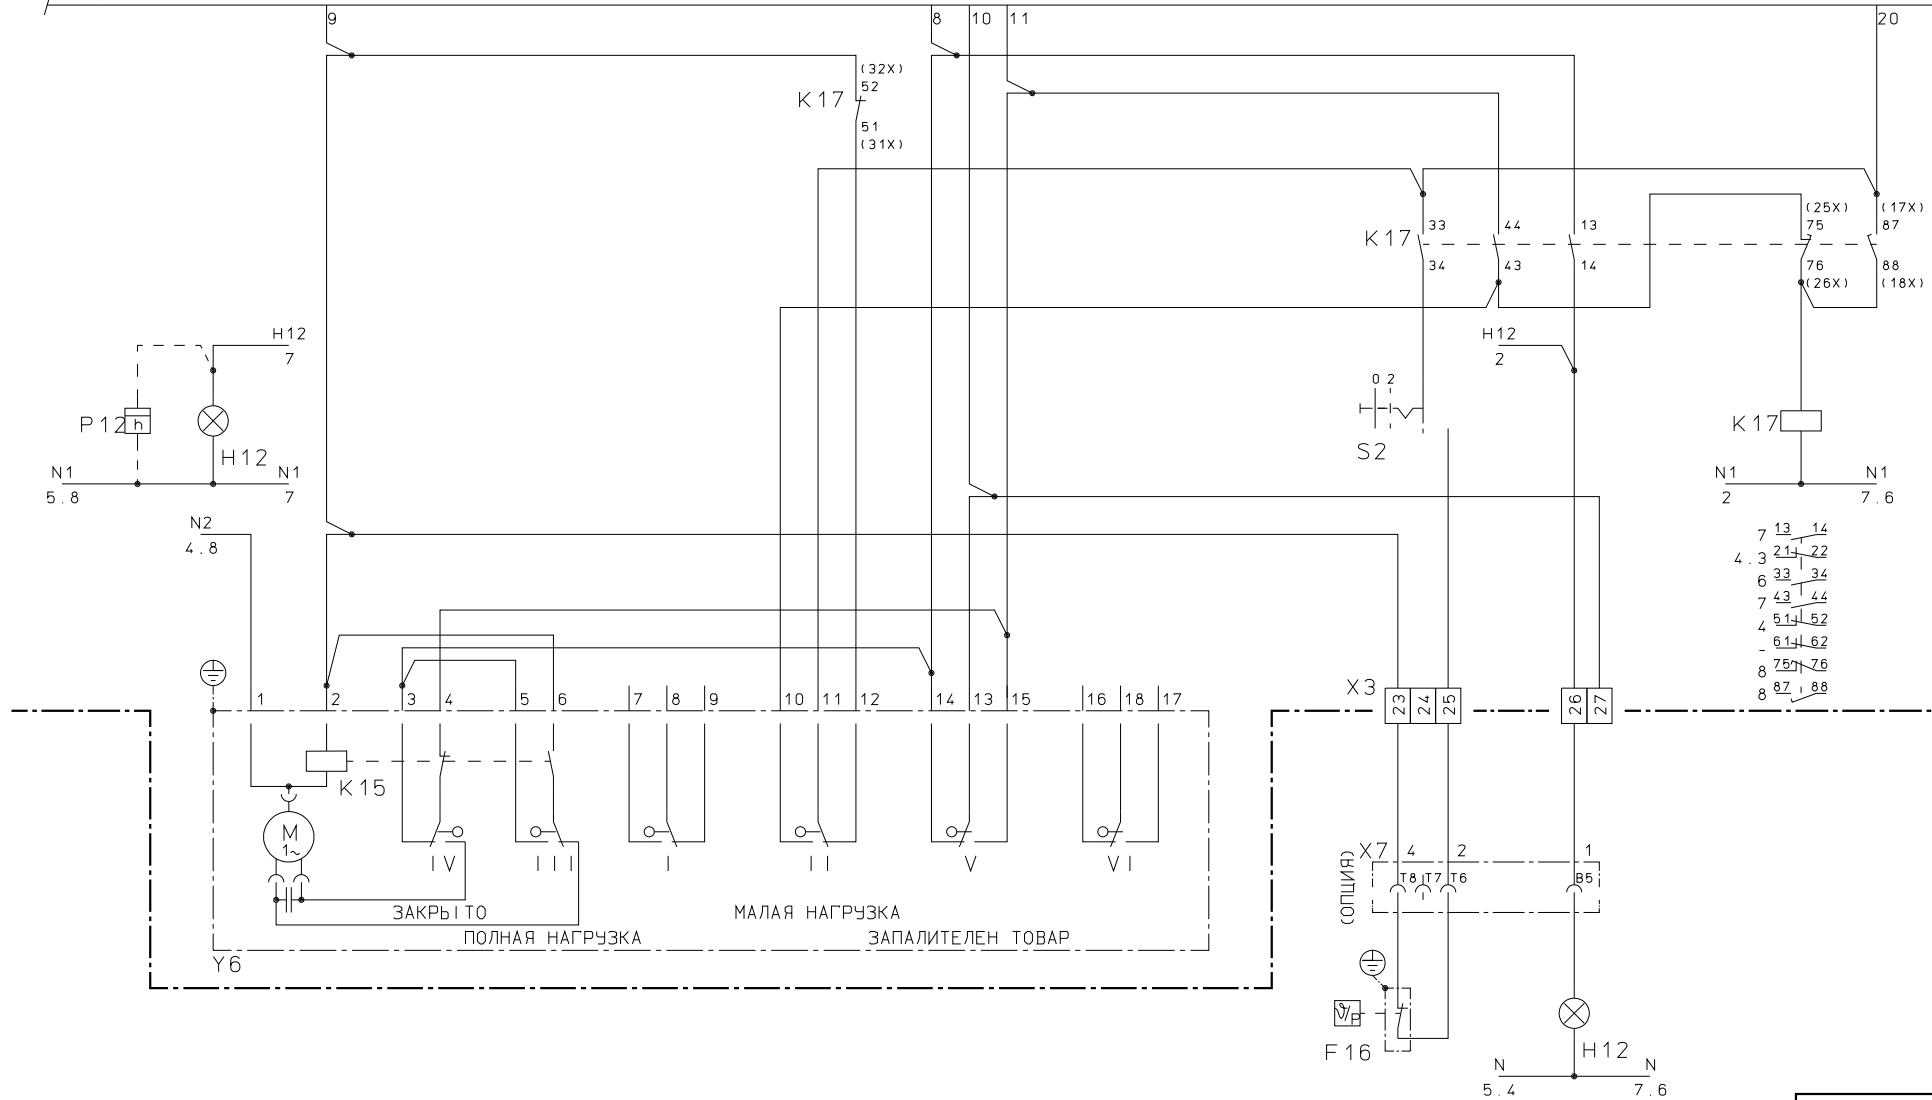 9
8
10
11
20
(32X)
52
K17
51
(31X)
(25X)
(17X)
33
44
13
75
87
K17
34
43
14
76
88
(26X)
(18X)
H12
7
H12
2
0 2
P12
h
K17
H12
S2
N1
N1
5.8
7
N1
N1
2
7.6
N2
4.8
7 13 14
4.3 21 22
6 33 34
7 43 44
4 51 52
- 61 62
8 75 76
8 87 88
X3
1 2 3 4 5 6 7 8 9 10 11 12 14 13 15 16 18 17
23 24 25 26 27
K15
M
1~
IV
III
I
II
V
VI
X7
4
2
1
T8
T7
T6
B5
(ОПЦИЯ)
ЗАКРЫТО
МАЛАЯ НАГРУЗКА
ПОЛНАЯ НАГРУЗКА
ЗАПАЛИТЕЛЕН ТОВАР
Y6
ϑ/P
F16
H12
N
N
5.4
7.6